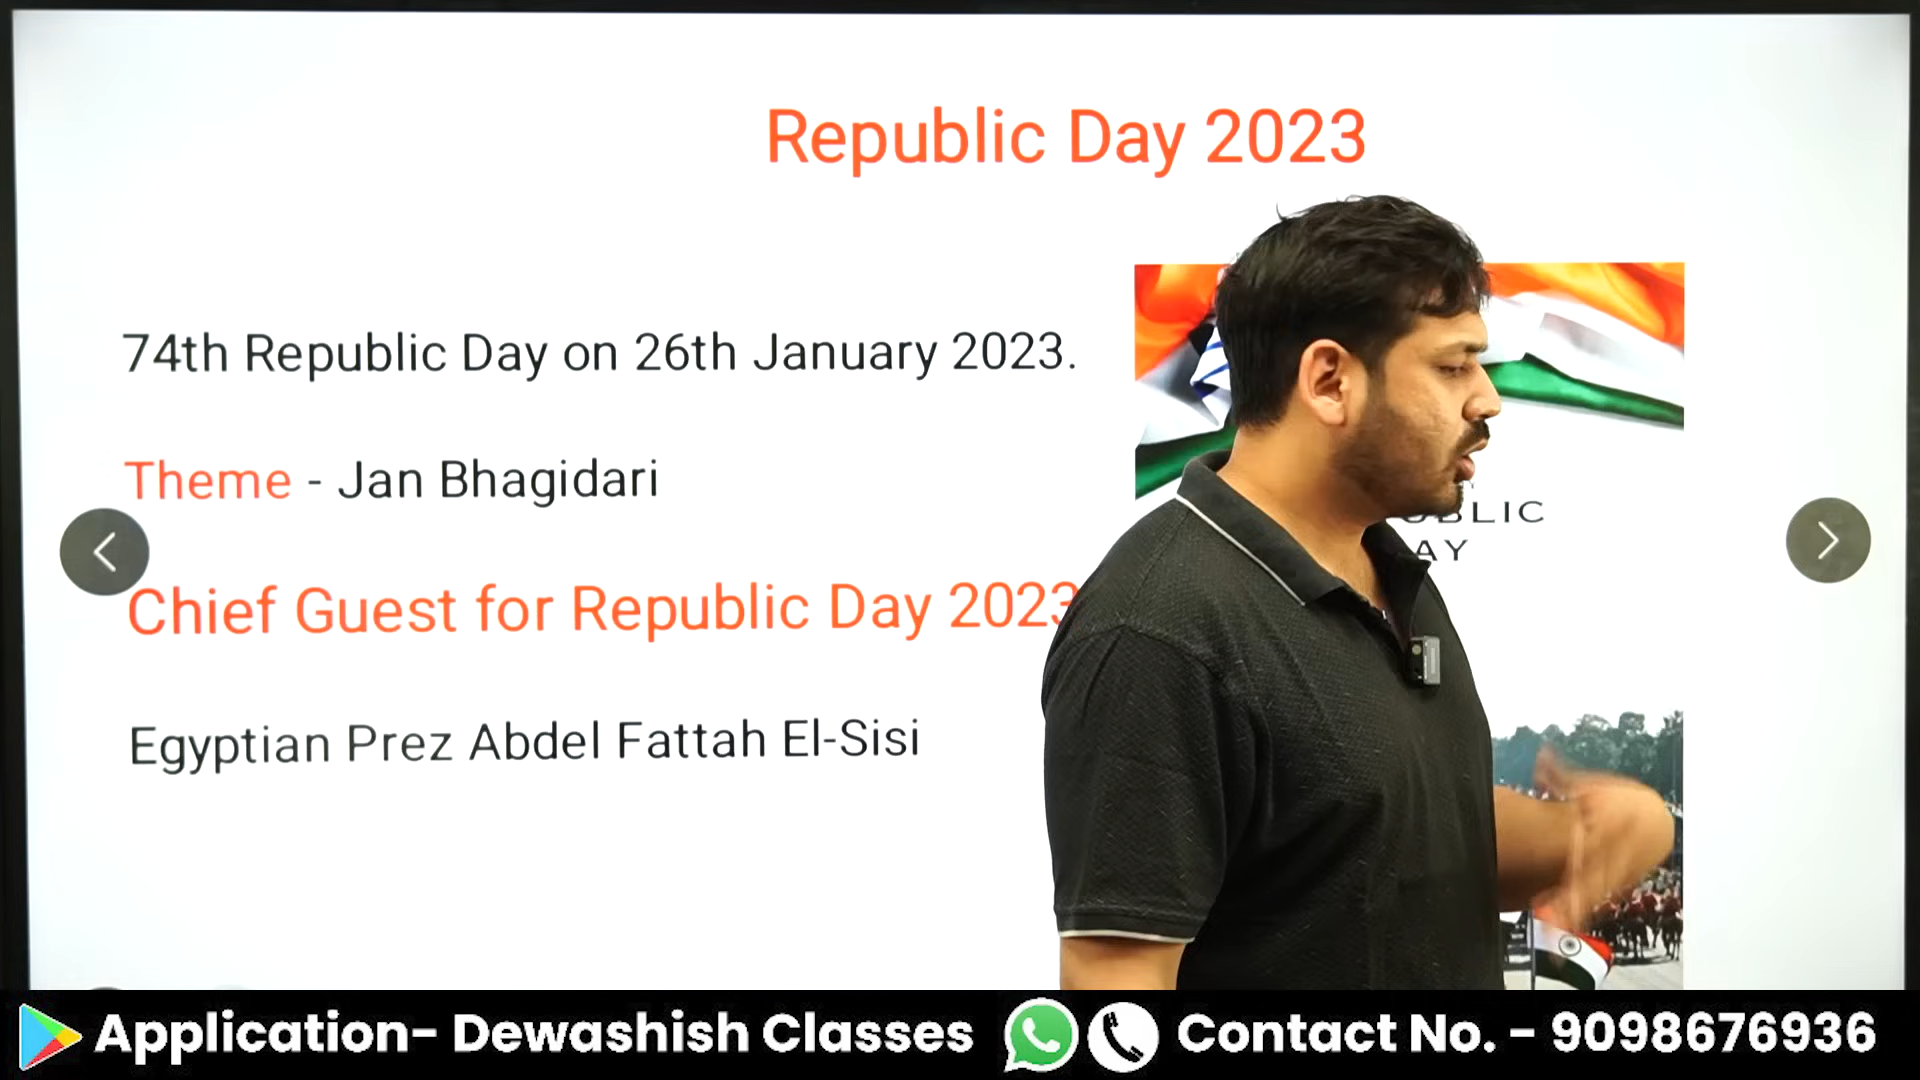 Republic Day 2023
74th Republic Day on 26th January 2023.
Theme - Jan Bhagidari
Chief Guest for Republic Day 2023
Egyptian Prez Abdel Fattah El-Sisi
Application- Dewashish Classes
Contact No. - 9098676936